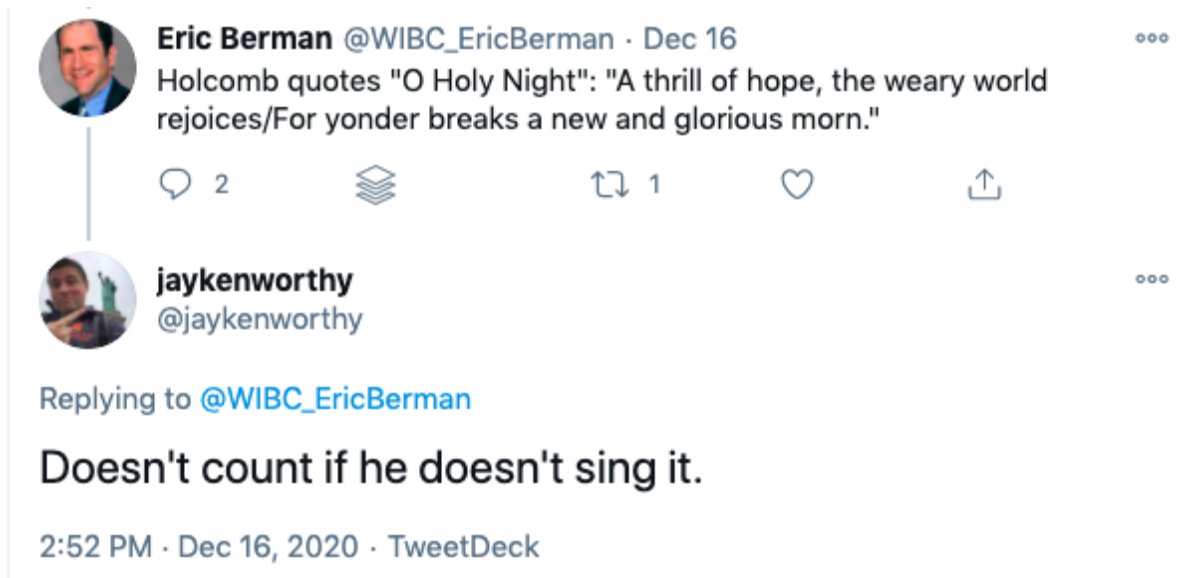 Eric Berman @WIBC_EricBerman · Dec 16
Holcomb quotes "O Holy Night": "A thrill of hope, the weary world
rejoices/For yonder breaks a new and glorious morn."
2 1
jaykenworthy
@jaykenworthy
Replying to @WIBC_EricBerman
Doesn't count if he doesn't sing it.
2:52 PM · Dec 16, 2020 · TweetDeck